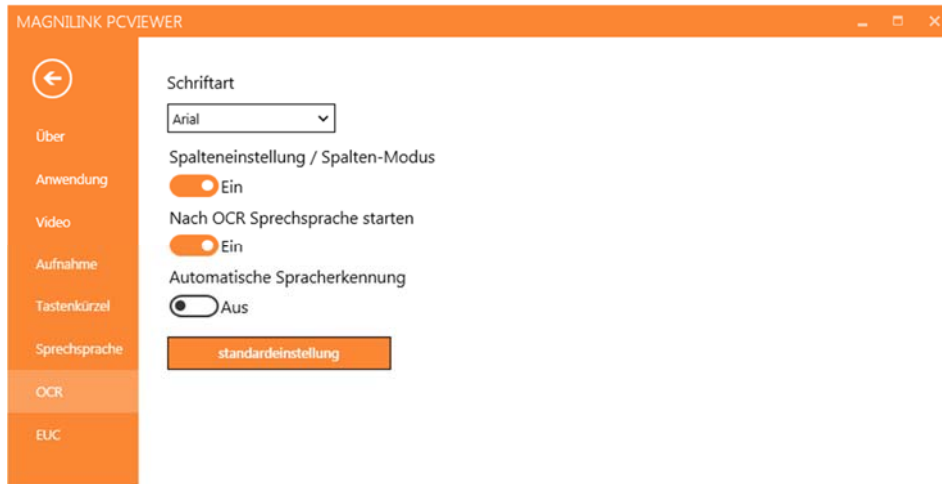 MAGNILINK PCVIEWER
Über
Anwendung
Video
Aufnahme
Tastenkürzel
Sprechsprache
OCR
EUC
Schriftart
Arial
Spalteneinstellung / Spalten-Modus
Ein
Nach OCR Sprechsprache starten
Ein
Automatische Spracherkennung
Aus
standardeinstellung